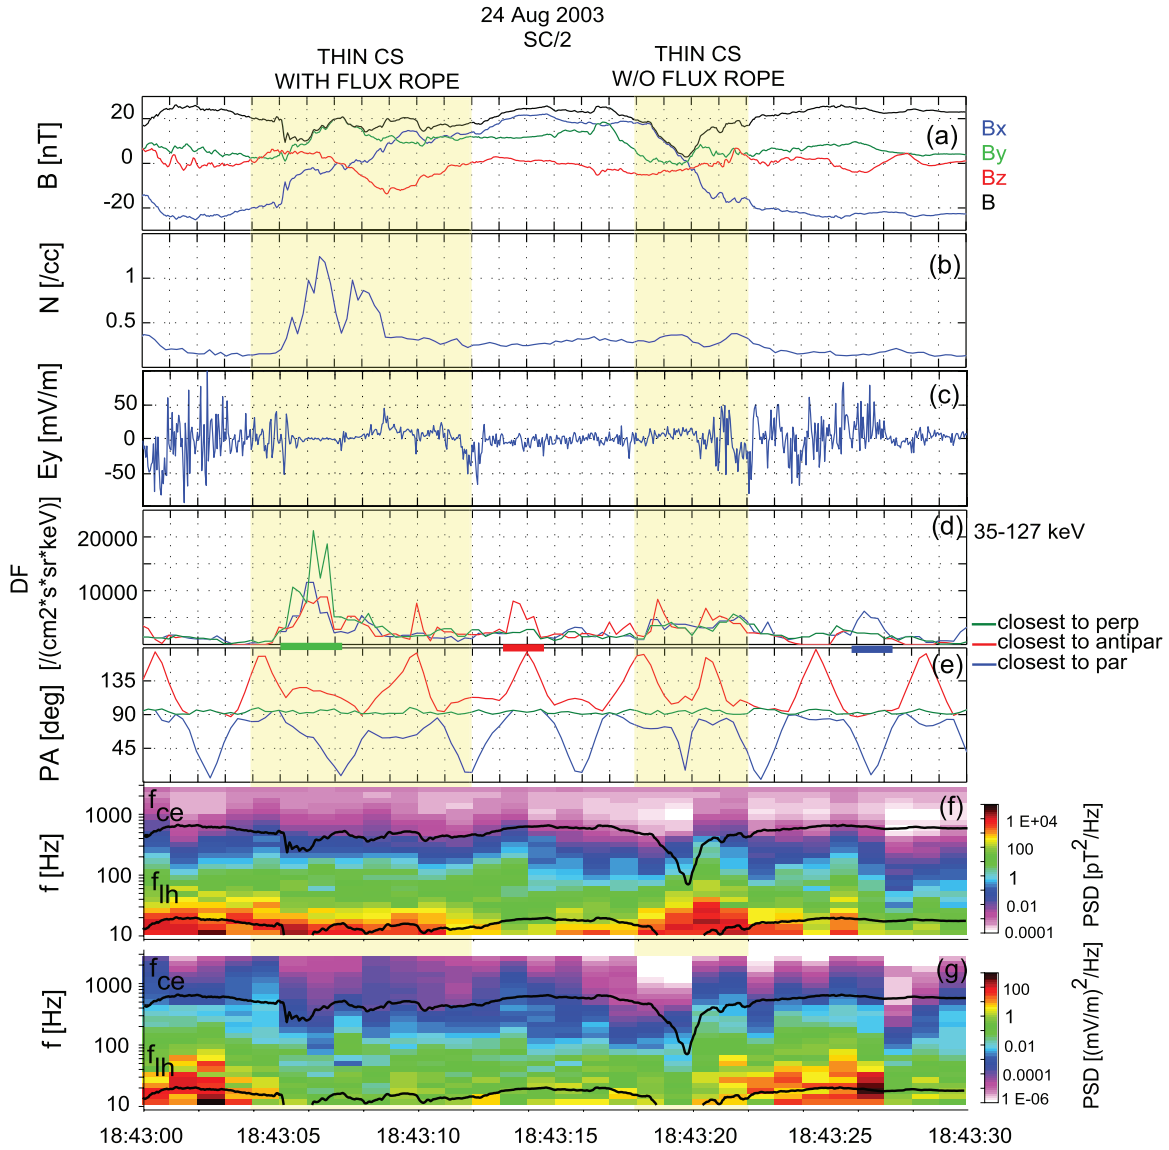 24 Aug 2003
SC/2
THIN CS
WITH FLUX ROPE
THIN CS
W/O FLUX ROPE
B [nT]
20
0
-20
(a)
Bx
By
Bz
B
N [/cc]
1
0.5
(b)
Ey [mV/m]
50
0
-50
(c)
DF
[/(cm2*s*sr*keV)]
20000
10000
(d)
35-127 keV
closest to perp
closest to antipar
closest to par
PA [deg]
135
90
45
(e)
f [Hz]
1000
100
10
fce
flh
(f)
1 E+04
100
1
0.01
0.0001
PSD [pT2/Hz]
f [Hz]
1000
100
10
fce
flh
(g)
100
1
0.01
0.0001
1 E-06
PSD [(mV/m)2/Hz]
18:43:00 18:43:05 18:43:10 18:43:15 18:43:20 18:43:25 18:43:30